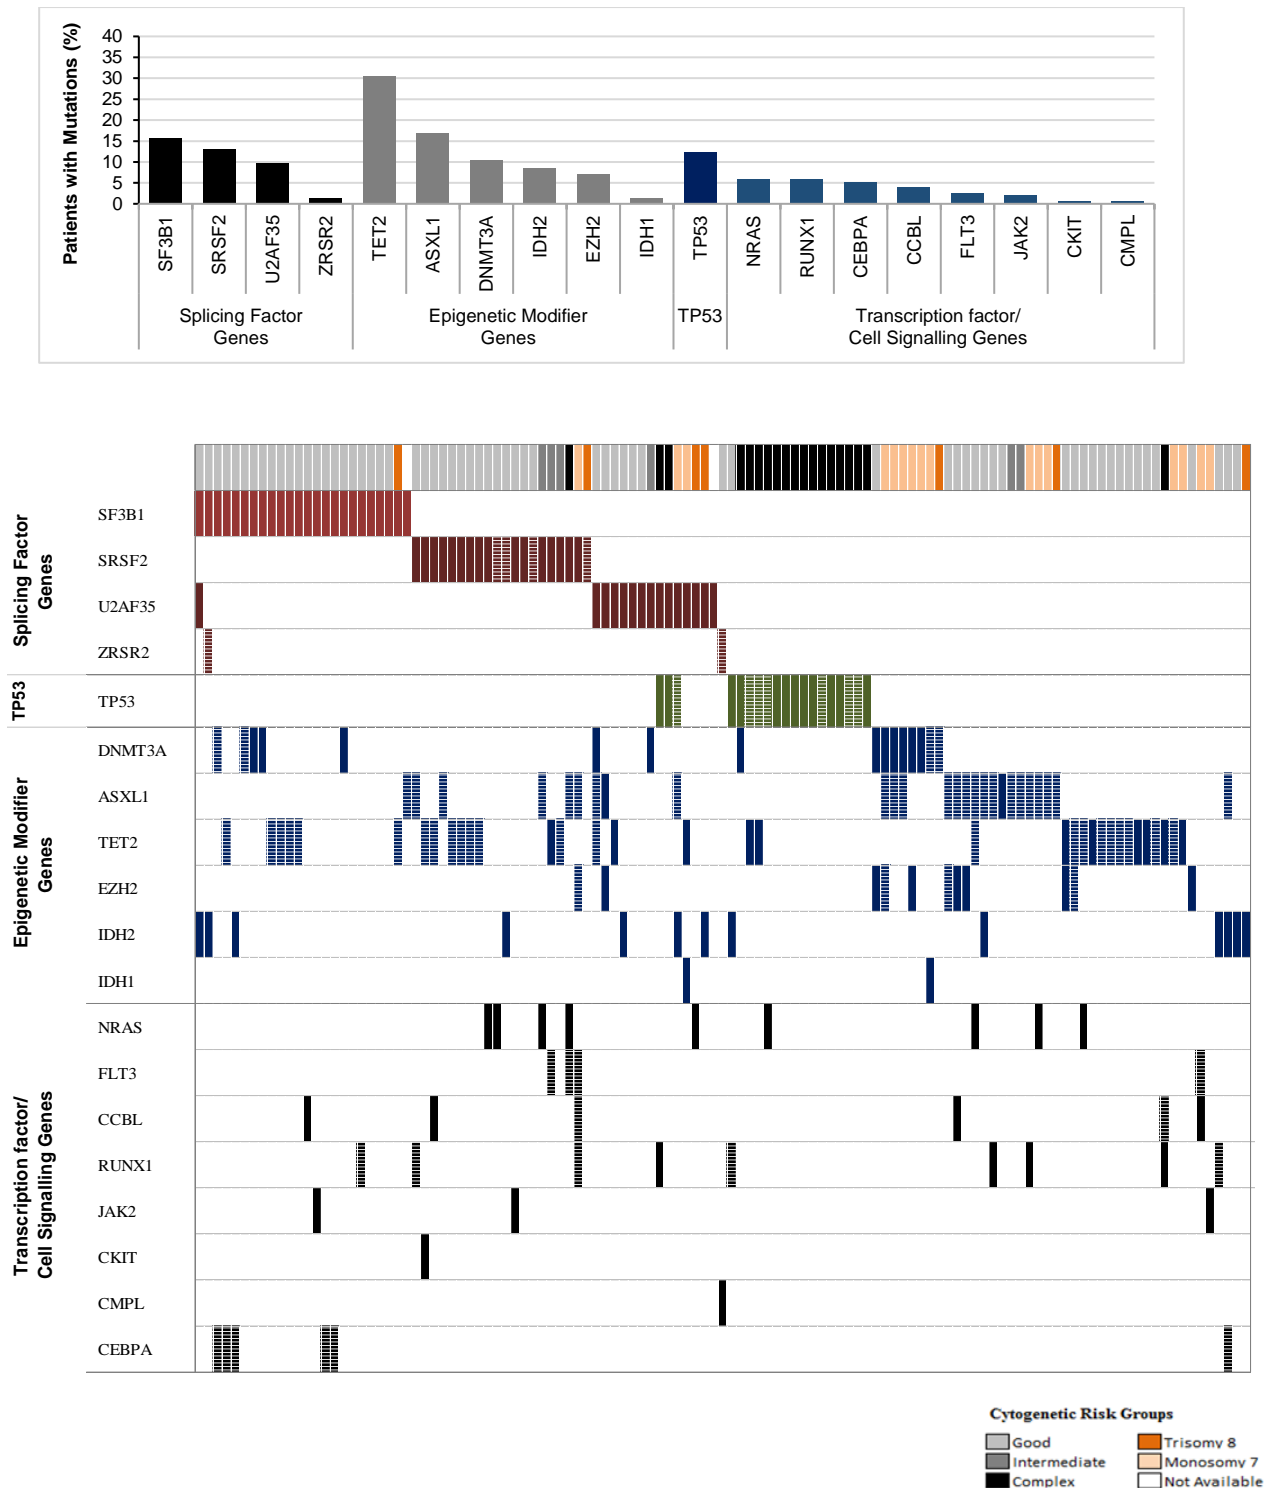 Patients with Mutations (%)
40
35
30
25
20
15
10
5
0
SF3B1
SRSF2
U2AF35
ZRSR2
TET2
ASXL1
DNMT3A
IDH2
EZH2
IDH1
TP53
NRAS
RUNX1
CEBPA
CCBL
FLT3
JAK2
CKIT
CMPL
Splicing Factor
Genes
Epigenetic Modifier
Genes
TP53
Transcription factor/
Cell Signalling Genes
Splicing Factor
Genes
SF3B1
SRSF2
U2AF35
ZRSR2
TP53
TP53
Epigenetic Modifier
Genes
DNMT3A
ASXL1
TET2
EZH2
IDH2
IDH1
Transcription factor/
Cell Signalling Genes
NRAS
FLT3
CCBL
RUNX1
JAK2
CKIT
CMPL
CEBPA
Cytogenetic Risk Groups
Good
Trisomy 8
Intermediate
Monosomy 7
Complex
Not Available